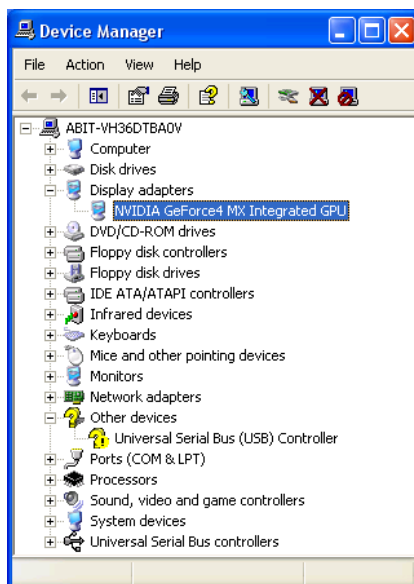 Device Manager
File Action View Help
ABIT-VH36DTBA0V
Computer
Disk drives
Display adapters
NVIDIA GeForce4 MX Integrated GPU
DVD/CD-ROM drives
Floppy disk controllers
Floppy disk drives
IDE ATA/ATAPI controllers
Infrared devices
Keyboards
Mice and other pointing devices
Monitors
Network adapters
Other devices
Universal Serial Bus (USB) Controller
Ports (COM & LPT)
Processors
Sound, video and game controllers
System devices
Universal Serial Bus controllers